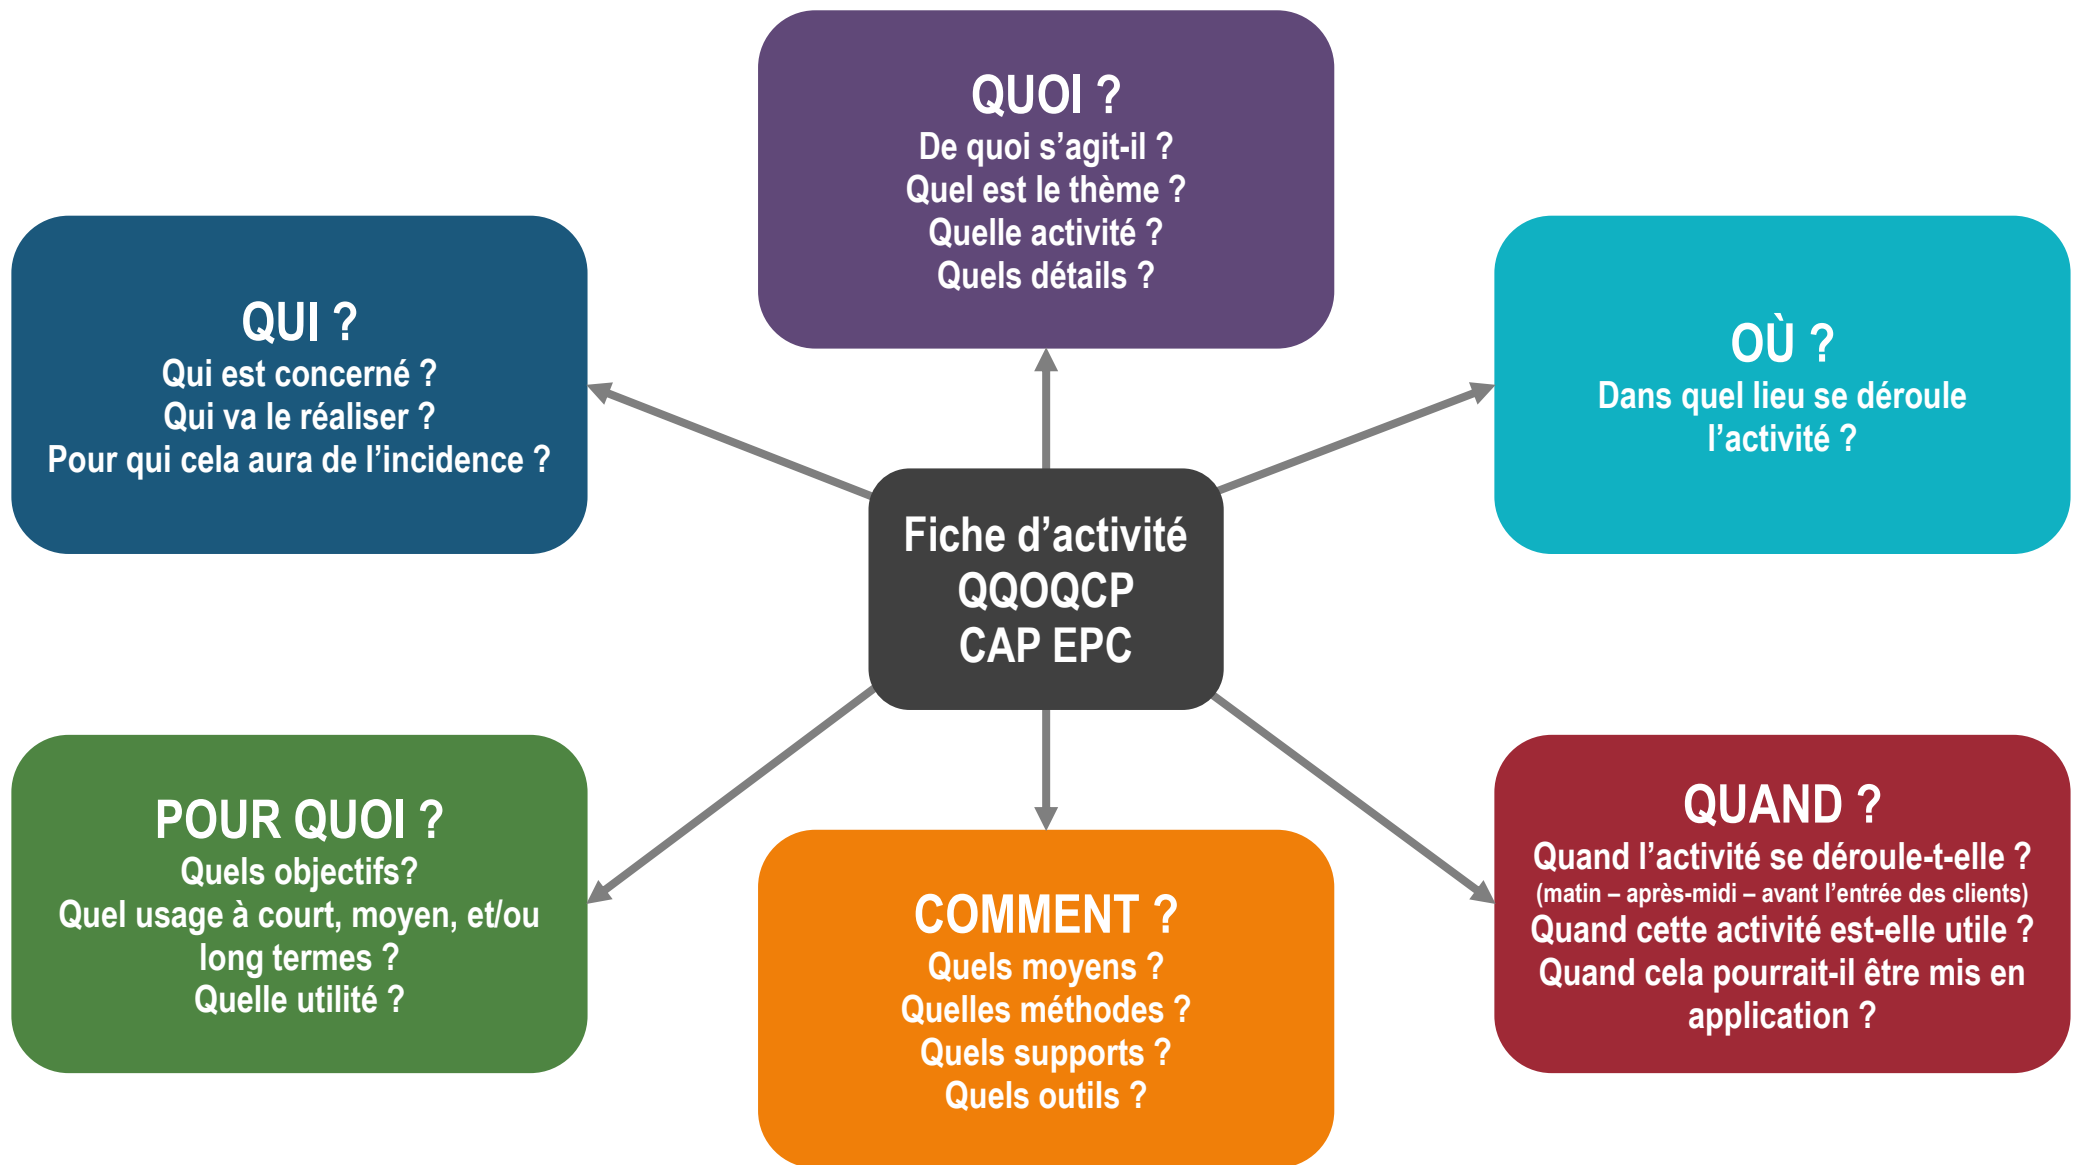 QUOI ?
De quoi s’agit-il ?
Quel est le thème ?
Quelle activité ?
Quels détails ?
QUI ?
Qui est concerné ?
Qui va le réaliser ?
Pour qui cela aura de l’incidence ?
OÙ ?
Dans quel lieu se déroule
l’activité ?
Fiche d’activité
QQOQCP
CAP EPC
POUR QUOI ?
Quels objectifs?
Quel usage à court, moyen, et/ou
long termes ?
Quelle utilité ?
COMMENT ?
Quels moyens ?
Quelles méthodes ?
Quels supports ?
Quels outils ?
QUAND ?
Quand l’activité se déroule-t-elle ?
(matin – après-midi – avant l’entrée des clients)
Quand cette activité est-elle utile ?
Quand cela pourrait-il être mis en
application ?